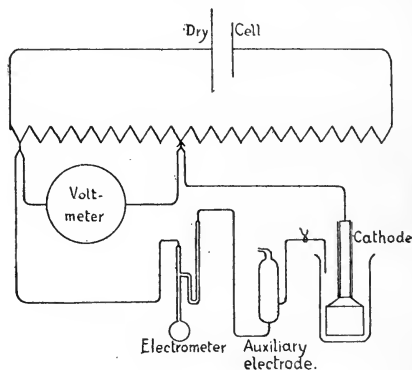 Dry Cell
Volt-
meter
Cathode
Electrometer
Auxiliary
electrode.